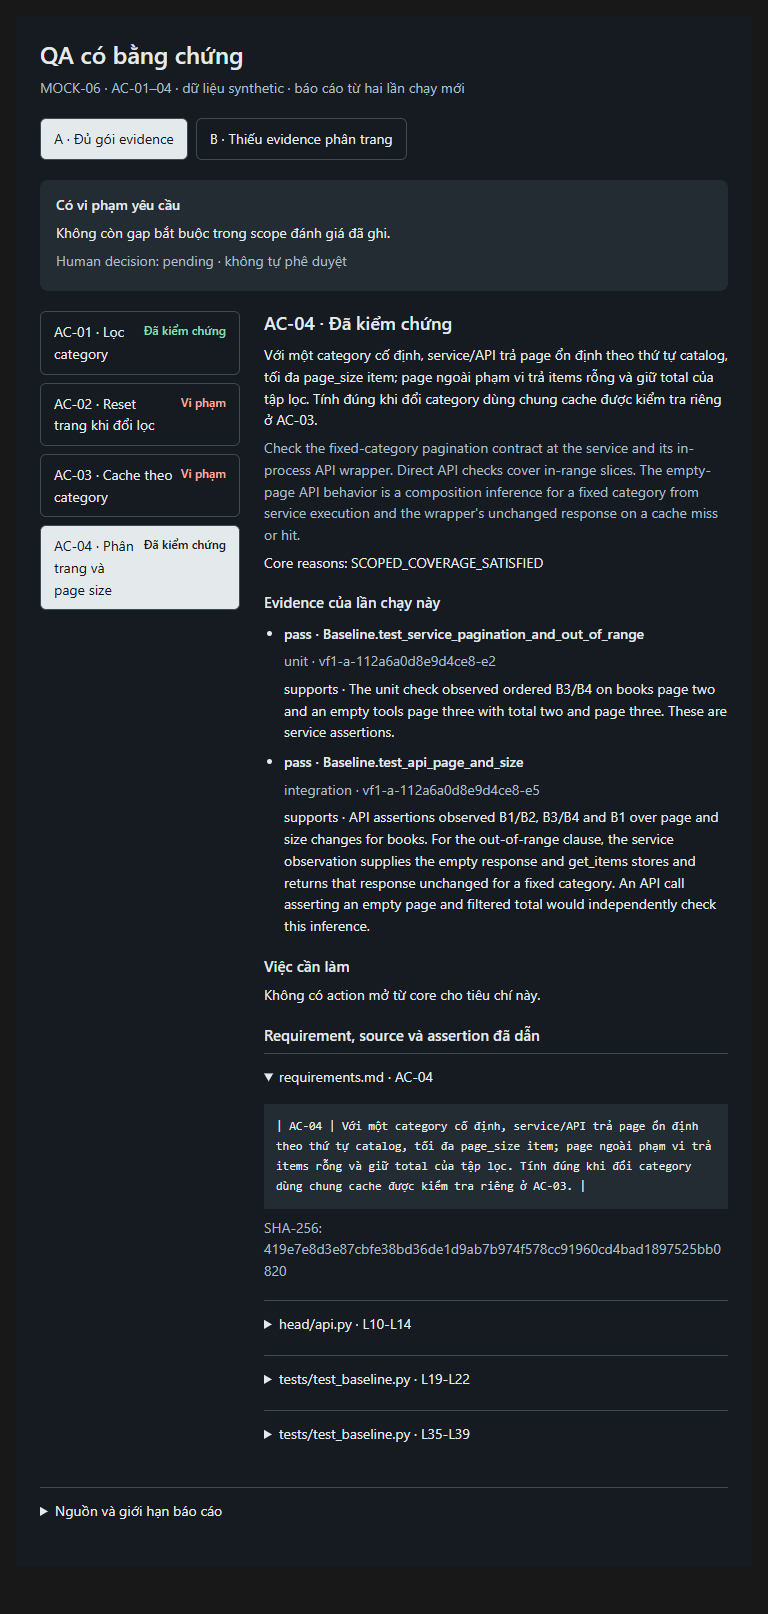 QA có bằng chứng
MOCK-06 · AC-01–04 · dữ liệu synthetic · báo cáo từ hai lần chạy mới
A · Đủ gói evidence
B · Thiếu evidence phân trang
Có vi phạm yêu cầu
Không còn gap bắt buộc trong scope đánh giá đã ghi.
Human decision: pending · không tự phê duyệt
AC-01 · Lọc category
Đã kiểm chứng
AC-02 · Reset trang khi đổi lọc
Vi phạm
AC-03 · Cache theo category
Vi phạm
AC-04 · Phân trang và page size
Đã kiểm chứng
AC-04 · Đã kiểm chứng
Với một category cố định, service/API trả page ổn định theo thứ tự catalog,
tối đa page_size item; page ngoài phạm vi trả items rỗng và giữ total của
tập lọc. Tính đúng khi đổi category dùng chung cache được kiểm tra riêng
ở AC-03.
Check the fixed-category pagination contract at the service and its in-
process API wrapper. Direct API checks cover in-range slices. The empty-
page API behavior is a composition inference for a fixed category from
service execution and the wrapper's unchanged response on a cache miss
or hit.
Core reasons: SCOPED_COVERAGE_SATISFIED
Evidence của lần chạy này
• pass · Baseline.test_service_pagination_and_out_of_range
unit · vf1-a-112a6a0d8e9d4ce8-e2
supports · The unit check observed ordered B3/B4 on books page two
and an empty tools page three with total two and page three. These are
service assertions.
• pass · Baseline.test_api_page_and_size
integration · vf1-a-112a6a0d8e9d4ce8-e5
supports · API assertions observed B1/B2, B3/B4 and B1 over page and
size changes for books. For the out-of-range clause, the service
observation supplies the empty response and get_items stores and
returns that response unchanged for a fixed category. An API call
asserting an empty page and filtered total would independently check
this inference.
Việc cần làm
Không có action mở từ core cho tiêu chí này.
Requirement, source và assertion đã dẫn
▼ requirements.md · AC-04
| AC-04 | Với một category cố định, service/API trả page ổn định
theo thứ tự catalog, tối đa page_size item; page ngoài phạm vi trả
items rỗng và giữ total của tập lọc. Tính đúng khi đổi category
dùng chung cache được kiểm tra riêng ở AC-03. |
SHA-256:
419e7e8d3e87cbfe38bd36de1d9ab7b974f578cc91960cd4bad1897525bb0
820
▶ head/api.py · L10-L14
▶ tests/test_baseline.py · L19-L22
▶ tests/test_baseline.py · L35-L39
▶ Nguồn và giới hạn báo cáo